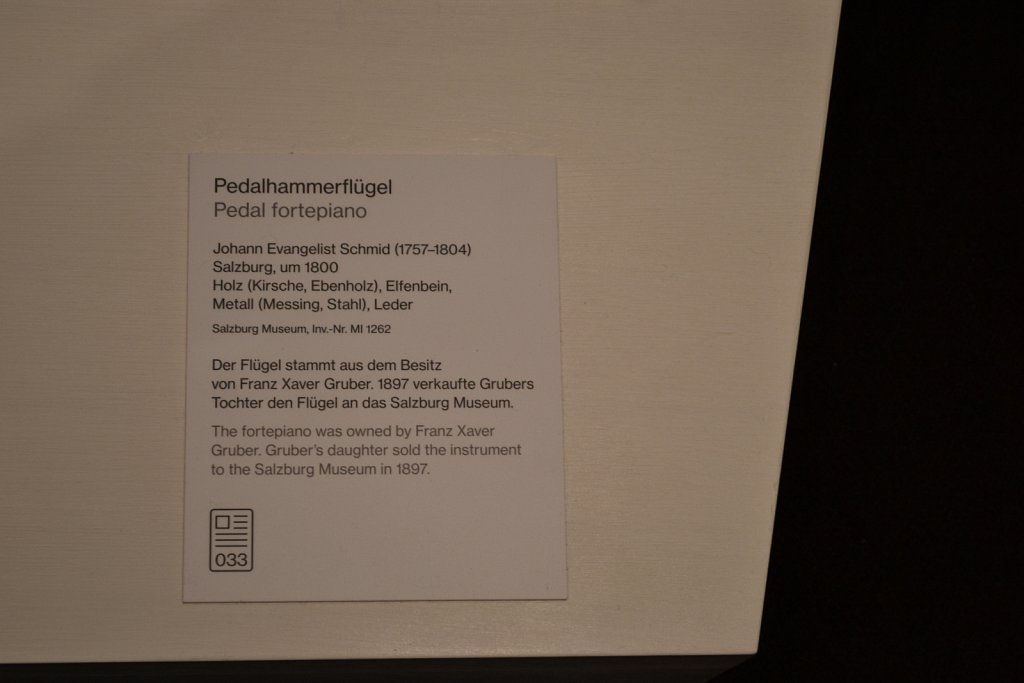 Pedalhammerflügel
Pedal fortepiano
Johann Evangelist Schmid (1757–1804)
Salzburg, um 1800
Holz (Kirsche, Ebenholz), Elfenbein,
Metall (Messing, Stahl), Leder
Salzburg Museum, Inv.-Nr. MI 1262
Der Flügel stammt aus dem Besitz
von Franz Xaver Gruber. 1897 verkaufte Grubers
Tochter den Flügel an das Salzburg Museum.
The fortepiano was owned by Franz Xaver
Gruber. Gruber’s daughter sold the instrument
to the Salzburg Museum in 1897.
033